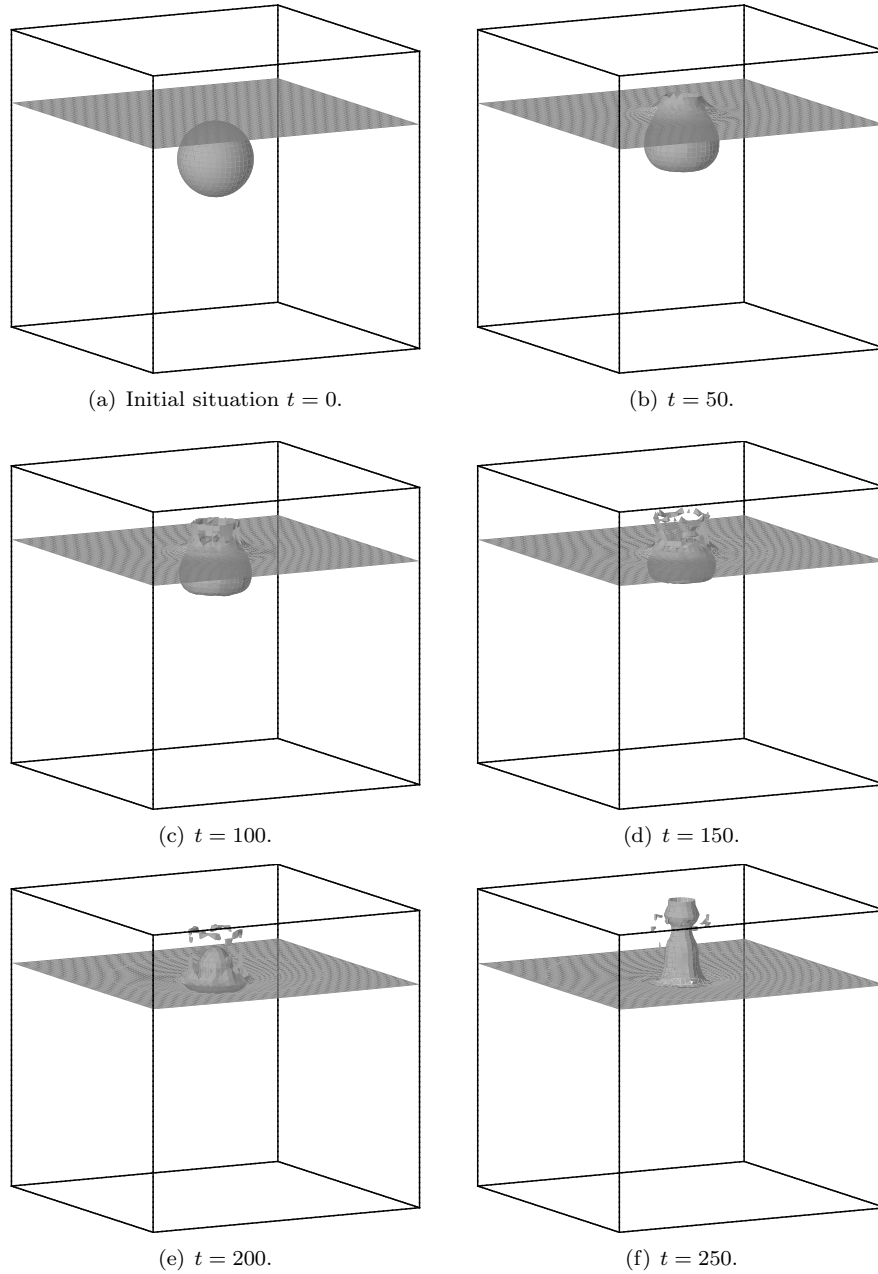 (a) Initial situation t = 0.
(b) t = 50.
(c) t = 100.
(d) t = 150.
(e) t = 200.
(f) t = 250.